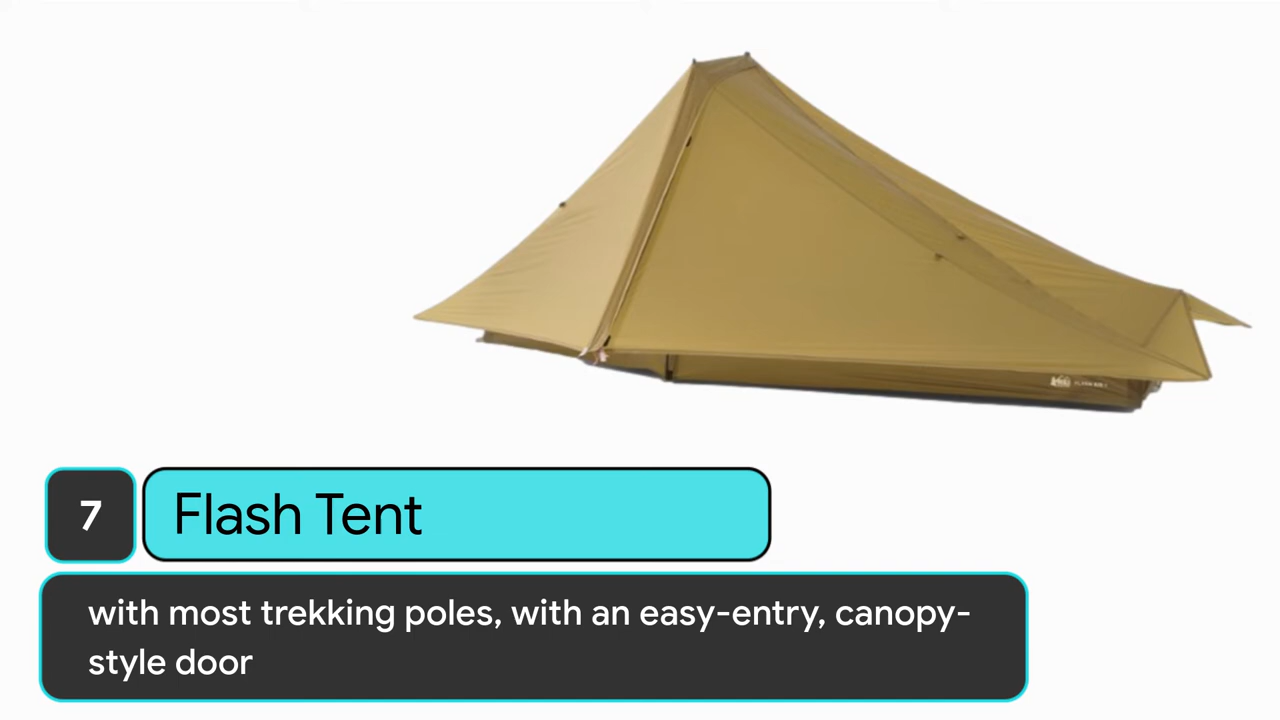 7
Flash Tent
with most trekking poles, with an easy-entry, canopy-
style door